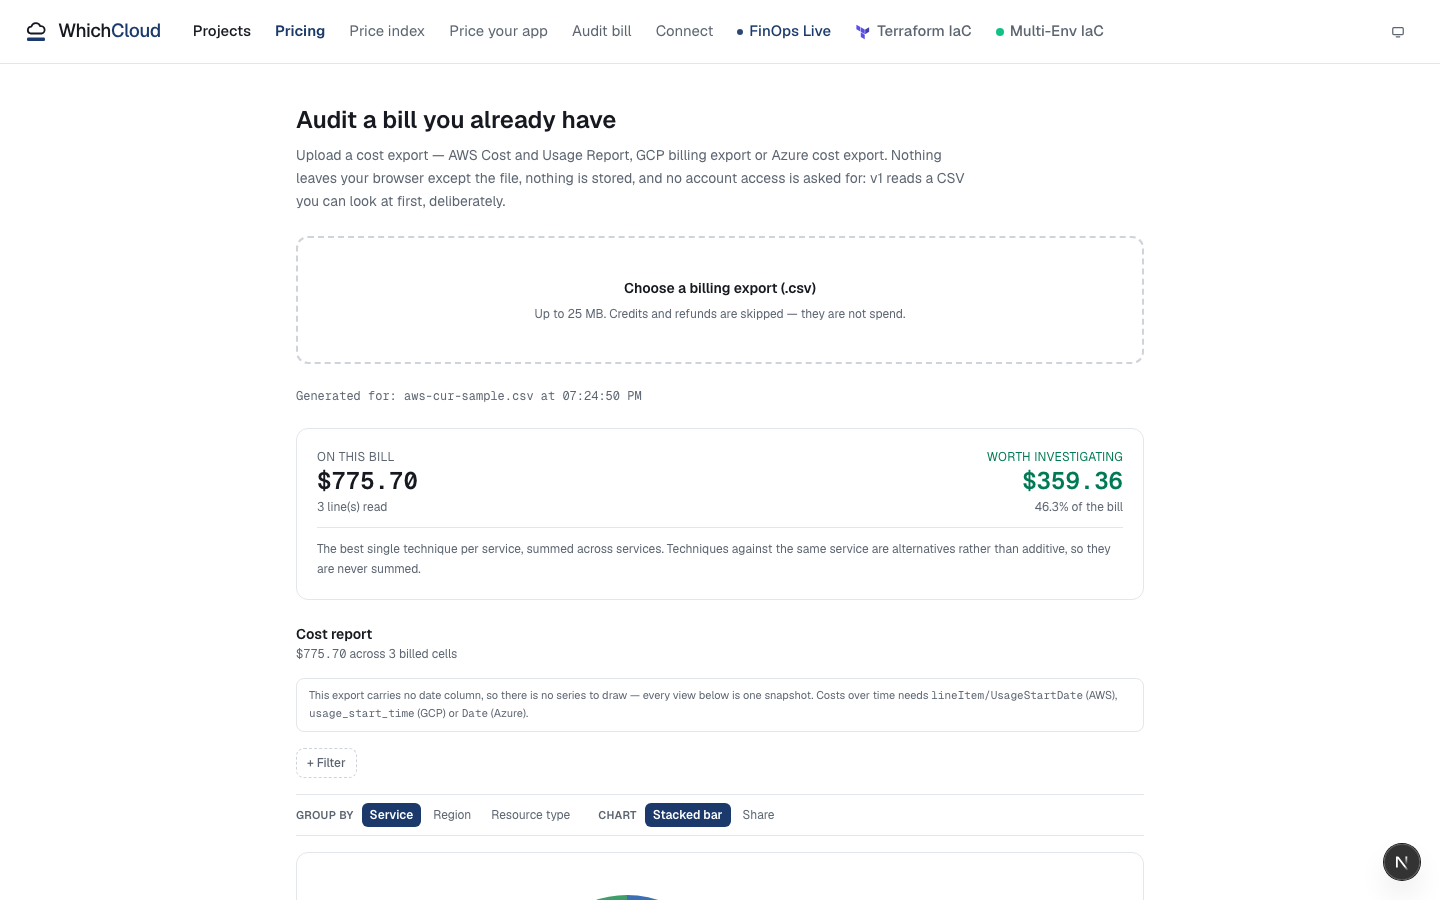 WhichCloud Projects Pricing Price index Price your app Audit bill Connect FinOps Live Terraform IaC Multi-Env IaC
Audit a bill you already have
Upload a cost export — AWS Cost and Usage Report, GCP billing export or Azure cost export. Nothing
leaves your browser except the file, nothing is stored, and no account access is asked for: v1 reads a CSV
you can look at first, deliberately.
Choose a billing export (.csv)
Up to 25 MB. Credits and refunds are skipped — they are not spend.
Generated for: aws-cur-sample.csv at 07:24:50 PM
ON THIS BILL WORTH INVESTIGATING
$775.70 $359.36
3 line(s) read 46.3% of the bill
The best single technique per service, summed across services. Techniques against the same service are alternatives rather than additive, so they
are never summed.
Cost report
$775.70 across 3 billed cells
This export carries no date column, so there is no series to draw — every view below is one snapshot. Costs over time needs lineItem/UsageStartDate (AWS),
usage_start_time (GCP) or Date (Azure).
+ Filter
GROUP BY Service Region Resource type CHART Stacked bar Share
N